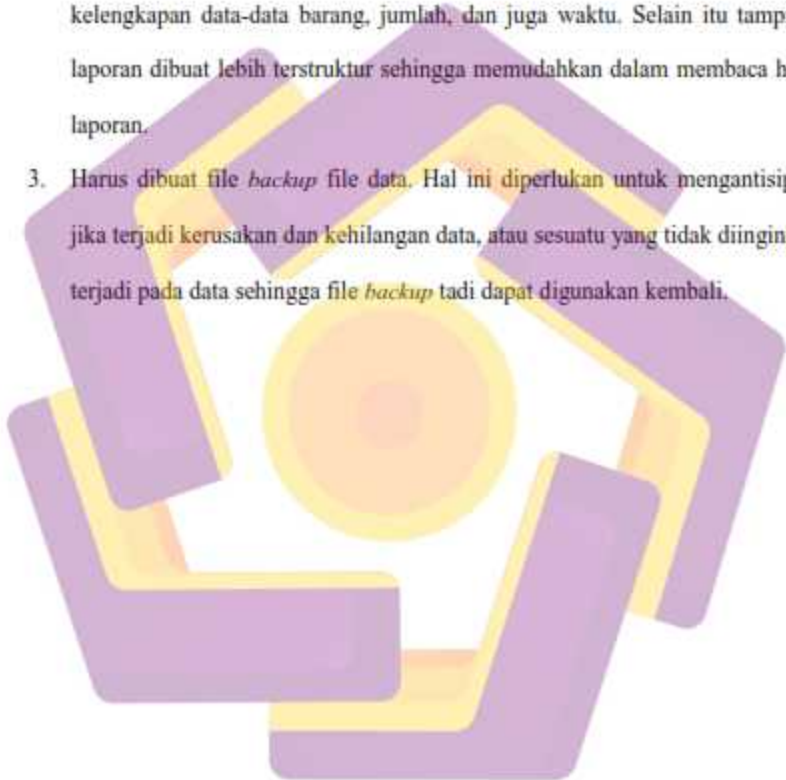 kelengkapan data-data barang, jumlah, dan juga waktu. Selain itu tamp
laporan dibuat lebih terstruktur sehingga memudahkan dalam membaca h
laporan.
3. Harus dibuat file backup file data. Hal ini diperlukan untuk mengantisip
jika terjadi kerusakan dan kehilangan data, atau sesuatu yang tidak diingin
terjadi pada data sehingga file backup tadi dapat digunakan kembali.